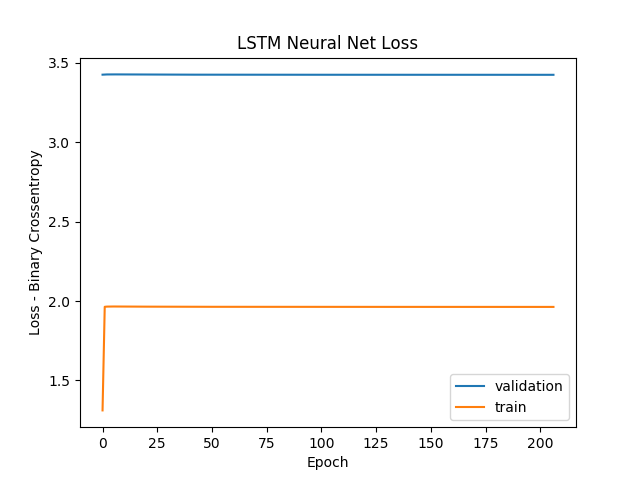 LSTM Neural Net Loss
3.5
3.0
2.5
2.0
1.5
Loss - Binary Crossentropy
validation
train
0 25 50 75 100 125 150 175 200
Epoch